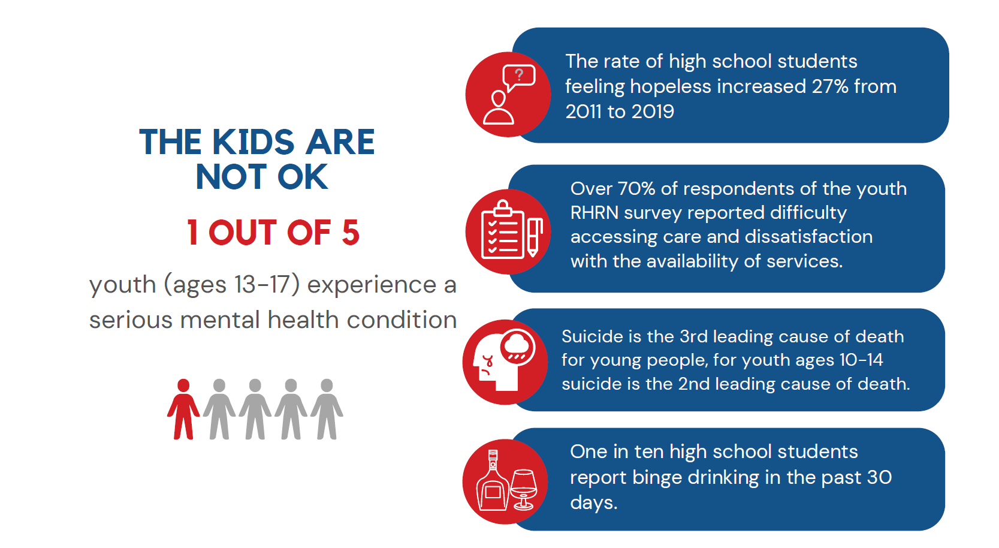 THE KIDS ARE
NOT OK
1 OUT OF 5
youth (ages 13-17) experience a
serious mental health condition
?
The rate of high school students
feeling hopeless increased 27% from
2011 to 2019
Over 70% of respondents of the youth
RHRN survey reported difficulty
accessing care and dissatisfaction
with the availability of services.
Suicide is the 3rd leading cause of death
for young people, for youth ages 10-14
suicide is the 2nd leading cause of death.
One in ten high school students
report binge drinking in the past 30
days.